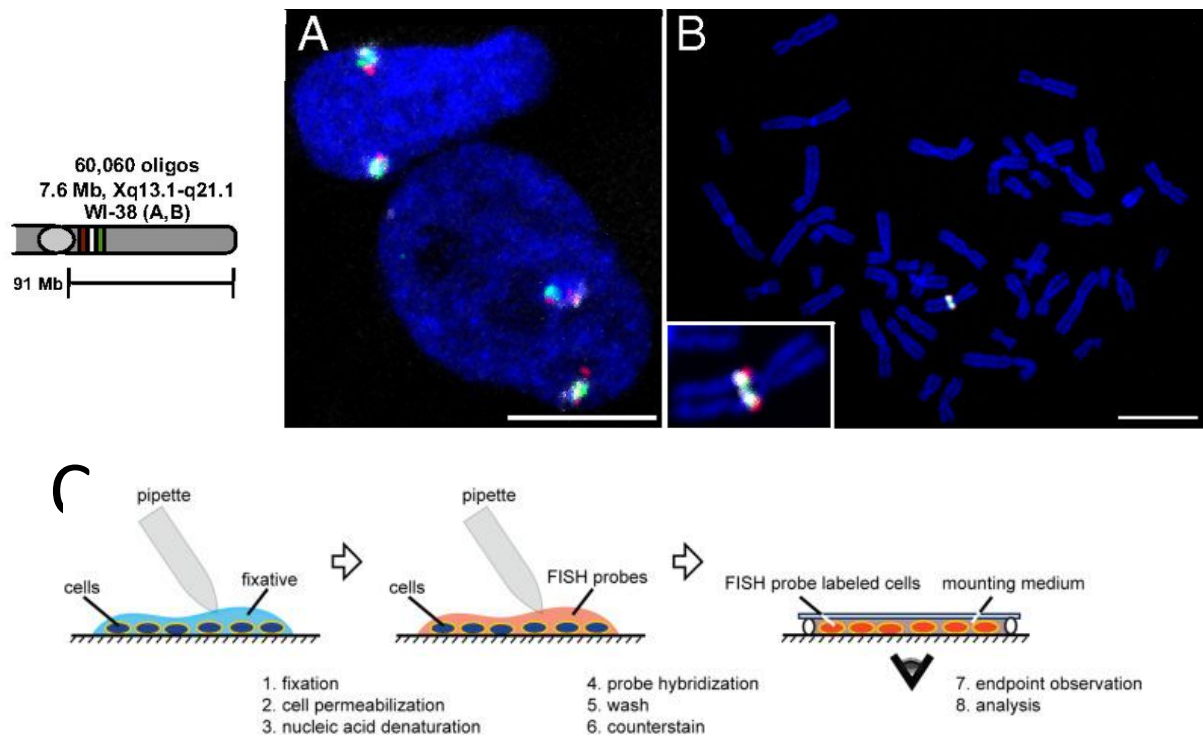 A
B
60,060 oligos
7.6 Mb, Xq13.1-q21.1
WI-38 (A,B)
91 Mb
C
pipette
cells
fixative
pipette
cells
FISH probes
FISH probe labeled cells
mounting medium
1. fixation
2. cell permeabilization
3. nucleic acid denaturation
4. probe hybridization
5. wash
6. counterstain
7. endpoint observation
8. analysis